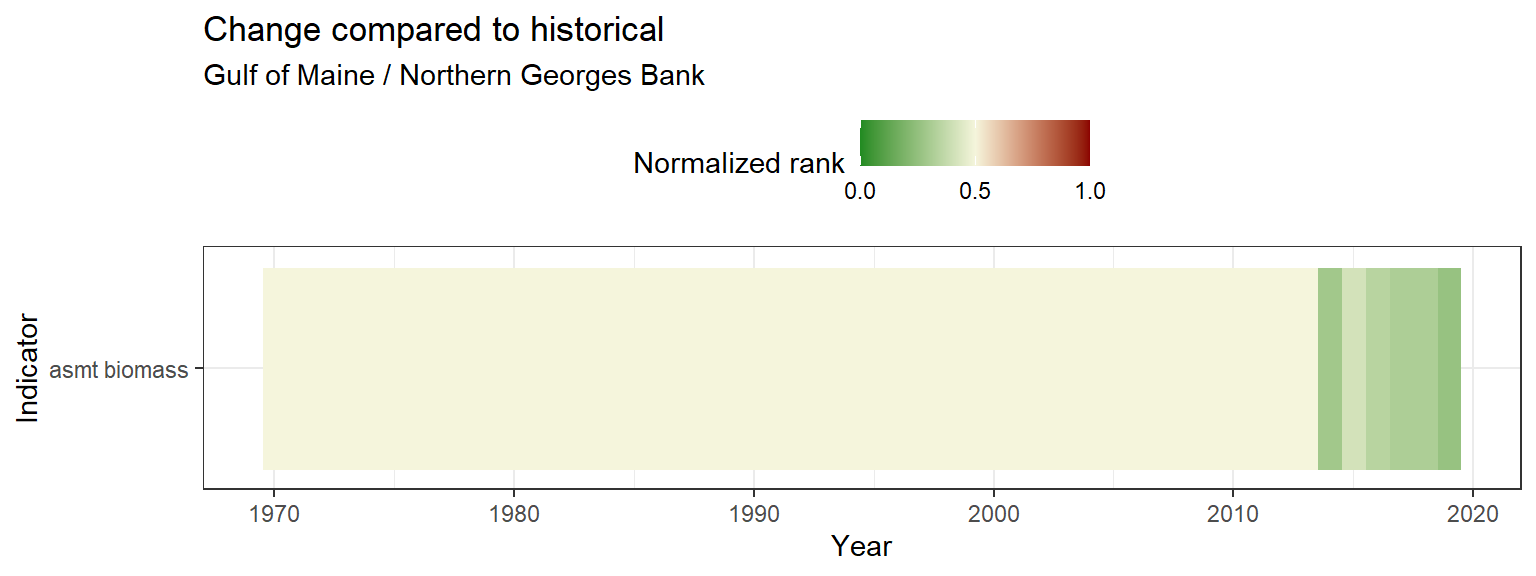 Change compared to historical
Gulf of Maine / Northern Georges Bank
Normalized rank
0.0 0.5 1.0
Indicator
asmt biomass
1970 1980 1990 2000 2010 2020
Year